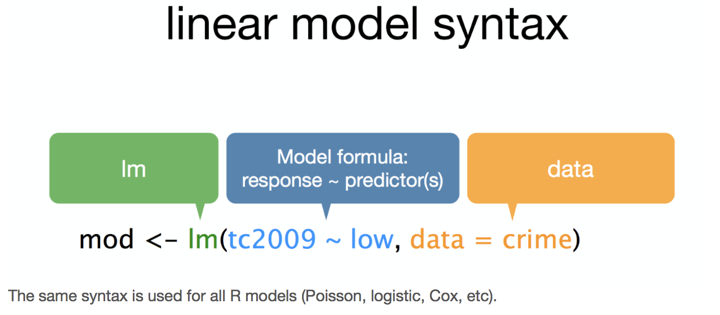 linear model syntax
lm
Model formula:
response ~ predictor(s)
data
mod <- lm(tc2009 ~ low, data = crime)
The same syntax is used for all R models (Poisson, logistic, Cox, etc).